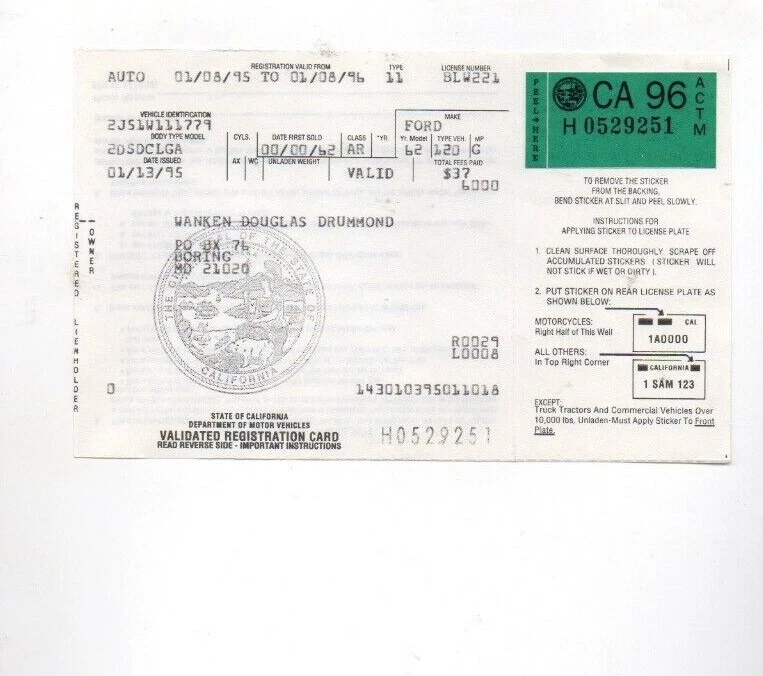 REGISTRATION VALID FROM TYPE LICENSE NUMBER
AUTO 01/08/95 TO 01/08/96 11 BLW221
VEHICLE IDENTIFICATION MAKE
2J51W111779 FORD
BODY TYPE MODEL CYLS. DATE FIRST SOLD CLASS *YR. Yr. Model TYPE VEH MP
2DSDCLGA 00/00/62 AR 62 120 G
DATE ISSUED AX WC UNLADEN WEIGHT TOTAL FEES PAID
01/13/95 VALID $37
6000
REGISTERED OWNER
WANKEN DOUGLAS DRUMMOND
PO BX 76
BORING
MD 21020
LIENHOLDER
R0029
L0008
0 143010395011018
THE STATE OF
CALIFORNIA
STATE OF CALIFORNIA
DEPARTMENT OF MOTOR VEHICLES
VALIDATED REGISTRATION CARD
READ REVERSE SIDE - IMPORTANT INSTRUCTIONS
H0529251
PEEL HERE
CA 96
H 0529251
ACTM
TO REMOVE THE STICKER
FROM THE BACKING,
BEND STICKER AT SLIT AND PEEL SLOWLY.
INSTRUCTIONS FOR
APPLYING STICKER TO LICENSE PLATE
1. CLEAN SURFACE THOROUGHLY SCRAPE OFF
ACCUMULATED STICKERS ( STICKER WILL
NOT STICK IF WET OR DIRTY ).
2. PUT STICKER ON REAR LICENSE PLATE AS
SHOWN BELOW:
MOTORCYCLES:
Right Half of This Well
CAL
1A0000
ALL OTHERS:
In Top Right Corner
CALIFORNIA
1 SAM 123
EXCEPT:
Truck Tractors And Commercial Vehicles Over
10,000 lbs. Unladen-Must Apply Sticker To Front
Plate.